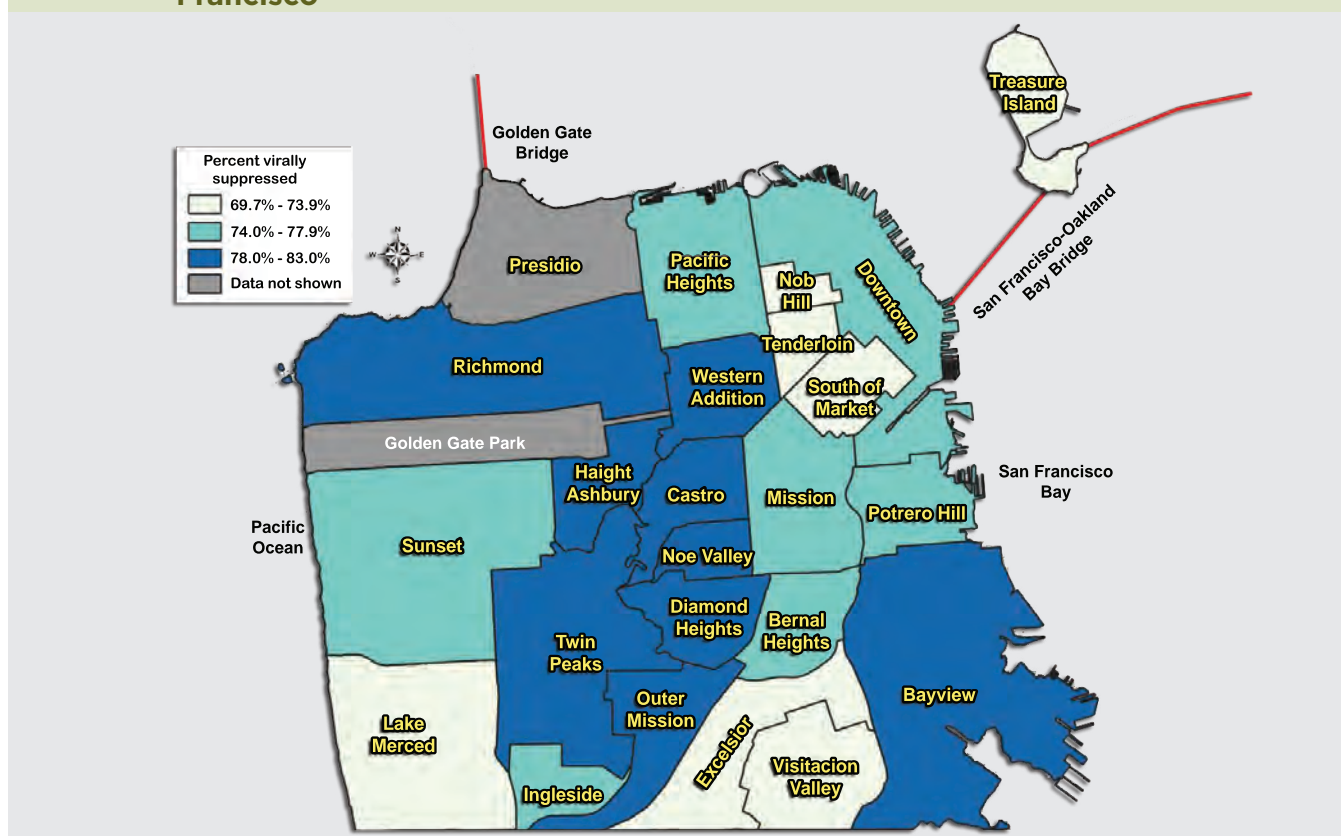 Francisco
Treasure
Island
Golden Gate
Bridge
Percent virally
suppressed
69.7% - 73.9%
74.0% - 77.9%
78.0% - 83.0%
Data not shown
N
W
E
S
San Francisco-Oakland
Bay Bridge
Presidio
Pacific
Heights
Nob
Hill
Downtown
Tenderloin
Richmond
Western
Addition
South of
Market
Golden Gate Park
Haight
Ashbury
Castro
Mission
Potrero Hill
San Francisco
Bay
Pacific
Ocean
Sunset
Noe Valley
Diamond
Heights
Bernal
Heights
Twin
Peaks
Bayview
Outer
Mission
Lake
Merced
Excelsior
Visitacion
Valley
Ingleside